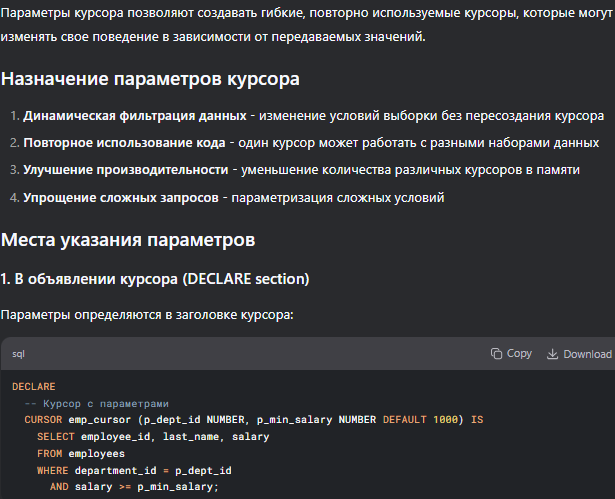 Параметры курсора позволяют создавать гибкие, повторно используемые курсоры, которые могут
изменять свое поведение в зависимости от передаваемых значений.
Назначение параметров курсора
1. Динамическая фильтрация данных - изменение условий выборки без пересоздания курсора
2. Повторное использование кода - один курсор может работать с разными наборами данных
3. Улучшение производительности - уменьшение количества различных курсоров в памяти
4. Упрощение сложных запросов - параметризация сложных условий
Места указания параметров
1. В объявлении курсора (DECLARE section)
Параметры определяются в заголовке курсора:
sql Copy Download
DECLARE
-- Курсор с параметрами
CURSOR emp_cursor (p_dept_id NUMBER, p_min_salary NUMBER DEFAULT 1000) IS
SELECT employee_id, last_name, salary
FROM employees
WHERE department_id = p_dept_id
AND salary >= p_min_salary;